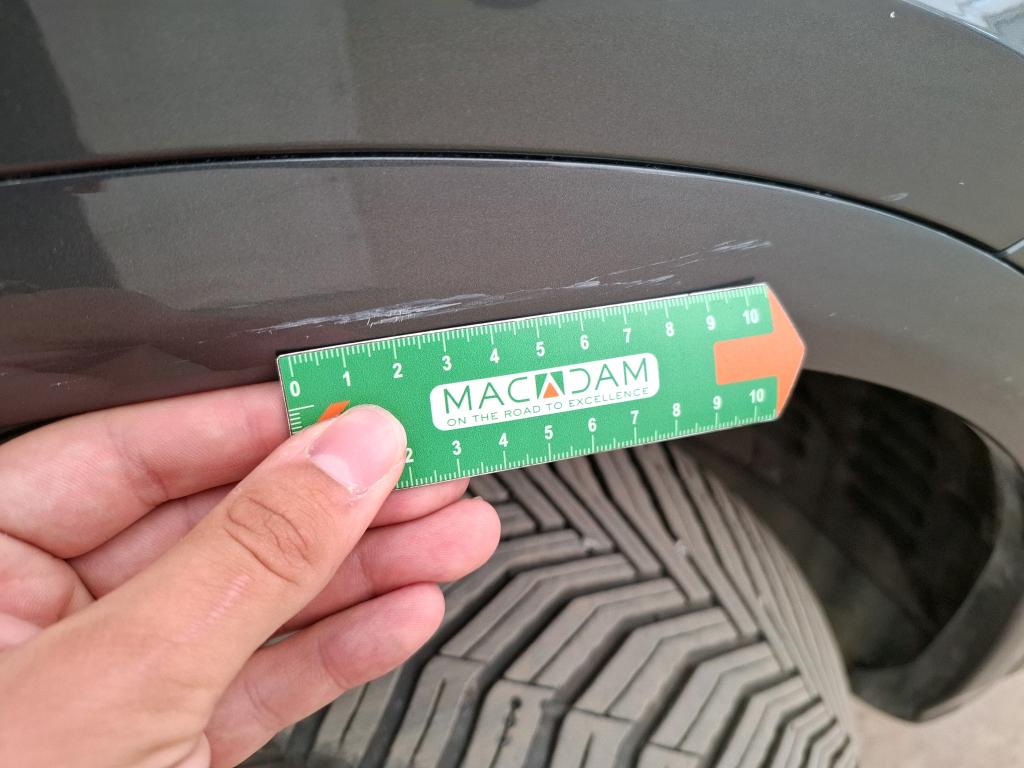 0 1 2 3 4 5 6 7 8 9 10
MACADAM
ON THE ROAD TO EXCELLENCE
2 3 4 5 6 7 8 9 10